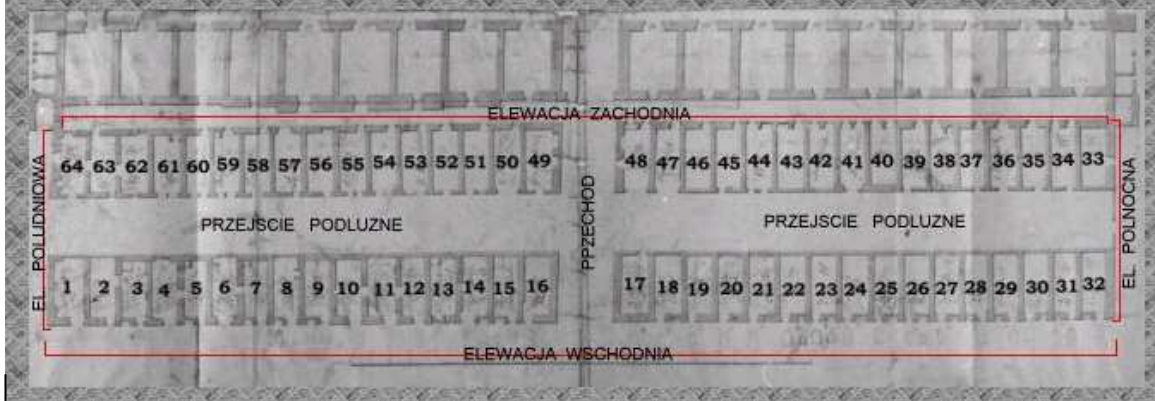 ELEWACJA ZACHODNIA
64 63 62 61 60 59 58 57 56 55 54 53 52 51 50 49 48 47 46 45 44 43 42 41 40 39 38 37 36 35 34 33
EL POLUDNIOWA
PRZEJSCIE PODLUZNE
PPZECHOD
PRZEJSCIE PODLUZNE
EL POLNOCNA
1 2 3 4 5 6 7 8 9 10 11 12 13 14 15 16 17 18 19 20 21 22 23 24 25 26 27 28 29 30 31 32
ELEWACJA WSCHODNIA